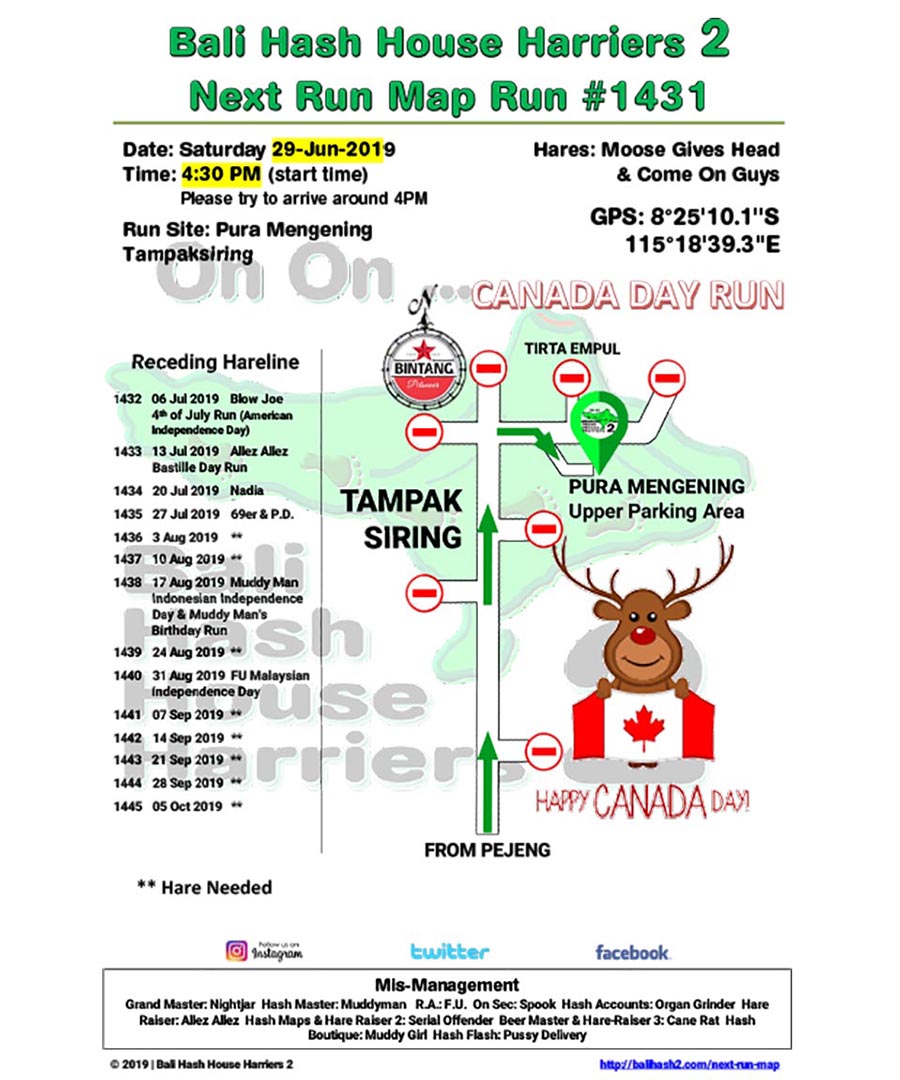 Bali Hash House Harriers 2
Next Run Map Run #1431
Date: Saturday 29-Jun-2019
Time: 4:30 PM (start time)
Please try to arrive around 4PM
Run Site: Pura Mengening
Tampaksiring
Hares: Moose Gives Head
& Come On Guys
GPS: 8°25'10.1"S
115°18'39.3"E
On On ...
CANADA DAY RUN
N
BINTANG
Pilsener
TIRTA EMPUL
2
PURA MENGENING
Upper Parking Area
TAMPAK
SIRING
FROM PEJENG
HAPPY CANADA DAY!
Receding Hareline
1432 06 Jul 2019 Blow Joe
4th of July Run (American
Independence Day)
1433 13 Jul 2019 Allez Allez
Bastille Day Run
1434 20 Jul 2019 Nadia
1435 27 Jul 2019 69er & P.D.
1436 3 Aug 2019 **
1437 10 Aug 2019 **
1438 17 Aug 2019 Muddy Man
Indonesian Independence
Day & Muddy Man's
Birthday Run
1439 24 Aug 2019 **
1440 31 Aug 2019 FU Malaysian
Independence Day
1441 07 Sep 2019 **
1442 14 Sep 2019 **
1443 21 Sep 2019 **
1444 28 Sep 2019 **
1445 05 Oct 2019 **
Bali
Hash
House
Harriers 2
** Hare Needed
Follow us on
Instagram
twitter
facebook.
Mis-Management
Grand Master: Nightjar Hash Master: Muddyman R.A.: F.U. On Sec: Spook Hash Accounts: Organ Grinder Hare
Raiser: Allez Allez Hash Maps & Hare Raiser 2: Serial Offender Beer Master & Hare-Raiser 3: Cane Rat Hash
Boutique: Muddy Girl Hash Flash: Pussy Delivery
© 2019 | Bali Hash House Harriers 2
http://balihash2.com/next-run-map